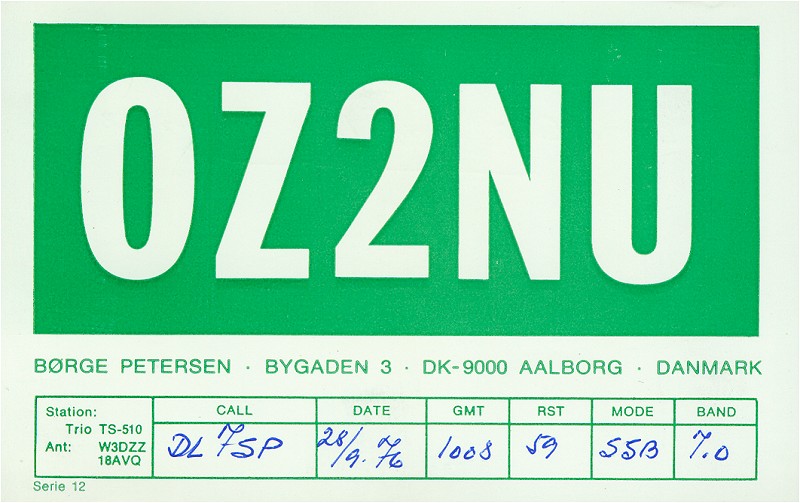 OZ2NU
BØRGE PETERSEN · BYGADEN 3 · DK-9000 AALBORG · DANMARK
Station:
Trio TS-510
Ant: W3DZZ
18AVQ
CALL DATE GMT RST MODE BAND
DL7SP 28/9.76 1008 59 SSB 7.0
Serie 12